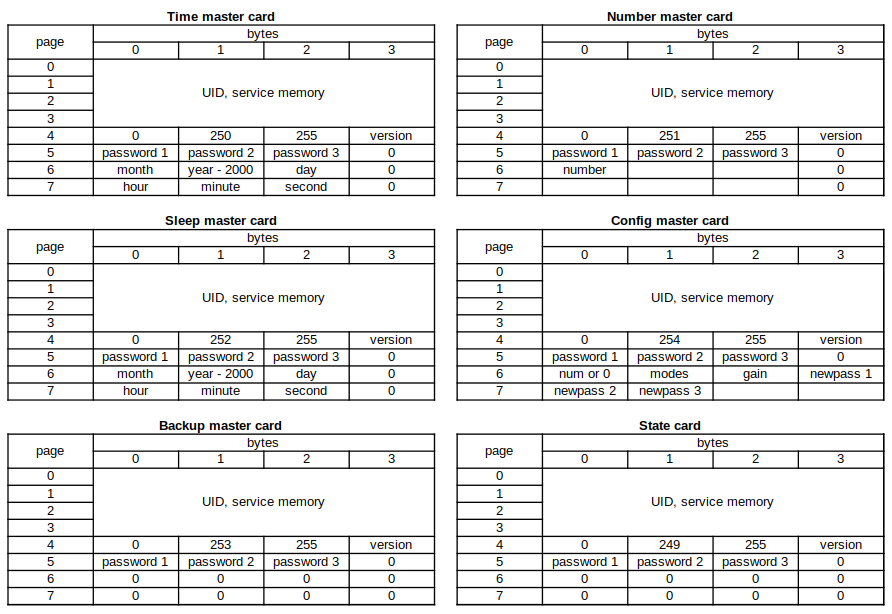 Time master card
page bytes
0 1 2 3
0
1
2
3
UID, service memory
4 0 250 255 version
5 password 1 password 2 password 3 0
6 month year - 2000 day 0
7 hour minute second 0
Number master card
page bytes
0 1 2 3
0
1
2
3
UID, service memory
4 0 251 255 version
5 password 1 password 2 password 3 0
6 number 0
7 0
Sleep master card
page bytes
0 1 2 3
0
1
2
3
UID, service memory
4 0 252 255 version
5 password 1 password 2 password 3 0
6 month year - 2000 day 0
7 hour minute second 0
Config master card
page bytes
0 1 2 3
0
1
2
3
UID, service memory
4 0 254 255 version
5 password 1 password 2 password 3 0
6 num or 0 modes gain newpass 1
7 newpass 2 newpass 3
Backup master card
page bytes
0 1 2 3
0
1
2
3
UID, service memory
4 0 253 255 version
5 password 1 password 2 password 3 0
6 0 0 0 0
7 0 0 0 0
State card
page bytes
0 1 2 3
0
1
2
3
UID, service memory
4 0 249 255 version
5 password 1 password 2 password 3 0
6 0 0 0 0
7 0 0 0 0